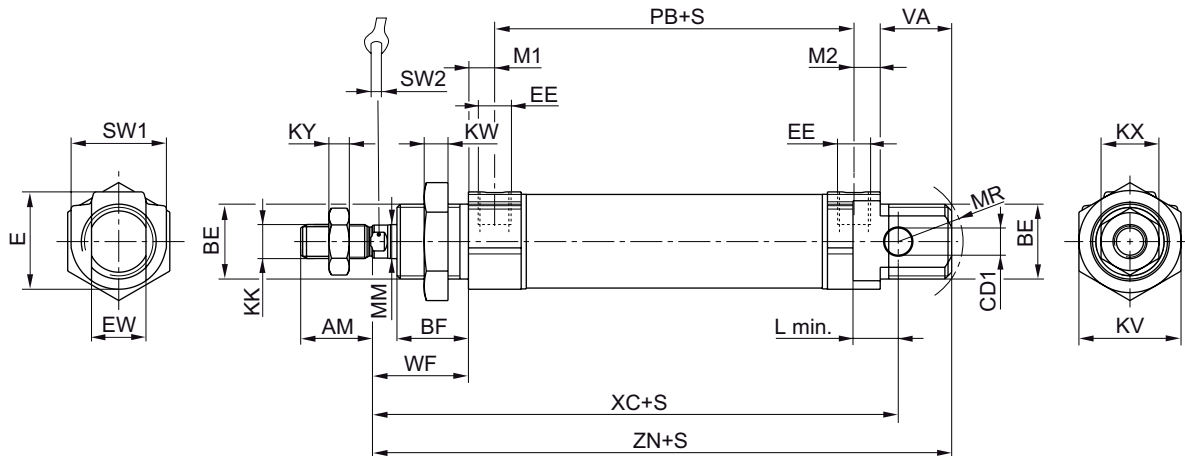 PB+S
VA
M1
M2
SW2
EE
SW1
KY
KW
EE
KX
MR
E
BE
BE
KK
MM
CD1
EW
AM
BF
L min.
KV
WF
XC+S
ZN+S